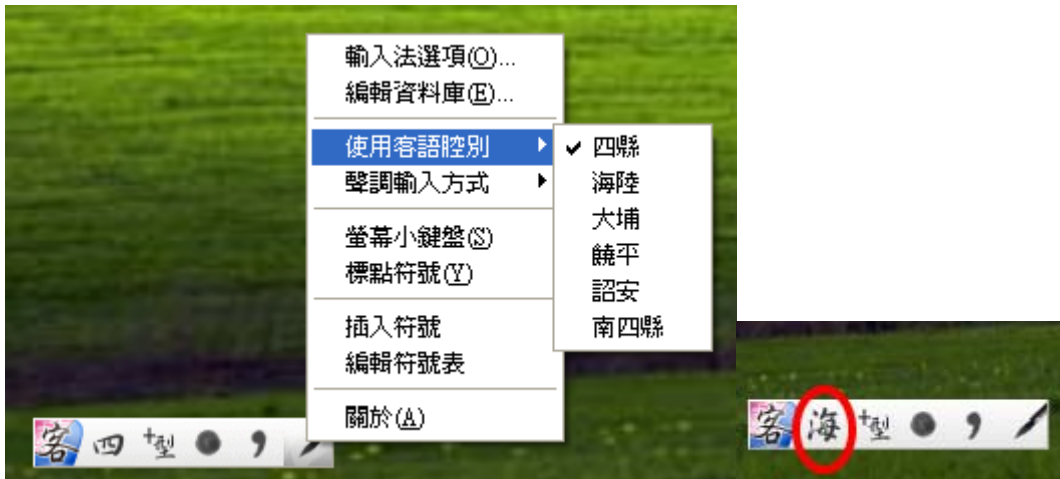 輸入法選項(O)...
編輯資料庫(E)...
使用客語腔別
聲調輸入方式
螢幕小鍵盤(S)
標點符號(Y)
插入符號
編輯符號表
關於(A)
四縣
海陸
大埔
饒平
詔安
南四縣
客 四 +型 ,
客 海 +型 ,